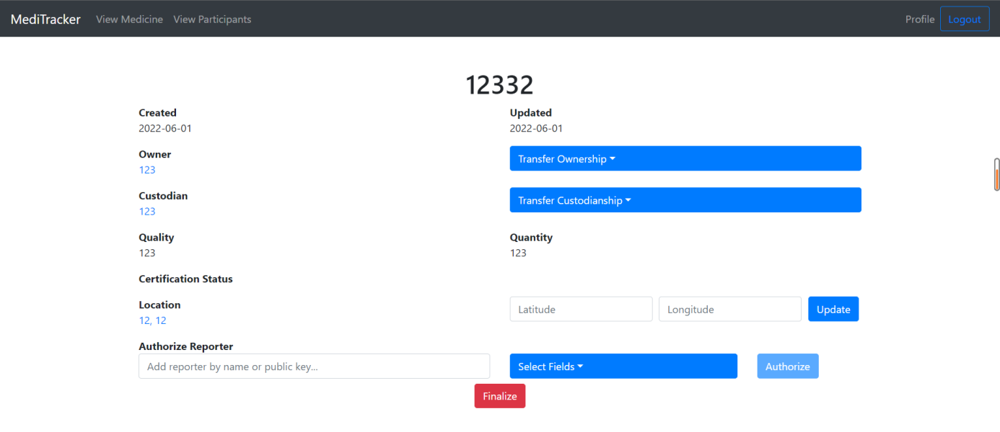 MediTracker View Medicine View Participants Profile Logout
12332
Created Updated
2022-06-01 2022-06-01
Owner
123
Transfer Ownership
Custodian
123
Transfer Custodianship
Quality Quantity
123 123
Certification Status
Location
12, 12
Latitude Longitude Update
Authorize Reporter
Add reporter by name or public key... Select Fields Authorize
Finalize